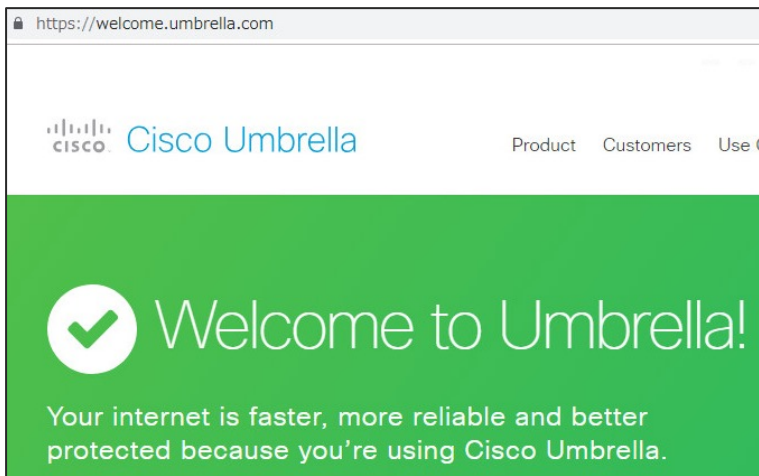 https://welcome.umbrella.com
CISCO Cisco Umbrella
Product Customers Use
Welcome to Umbrella!
Your internet is faster, more reliable and better
protected because you're using Cisco Umbrella.